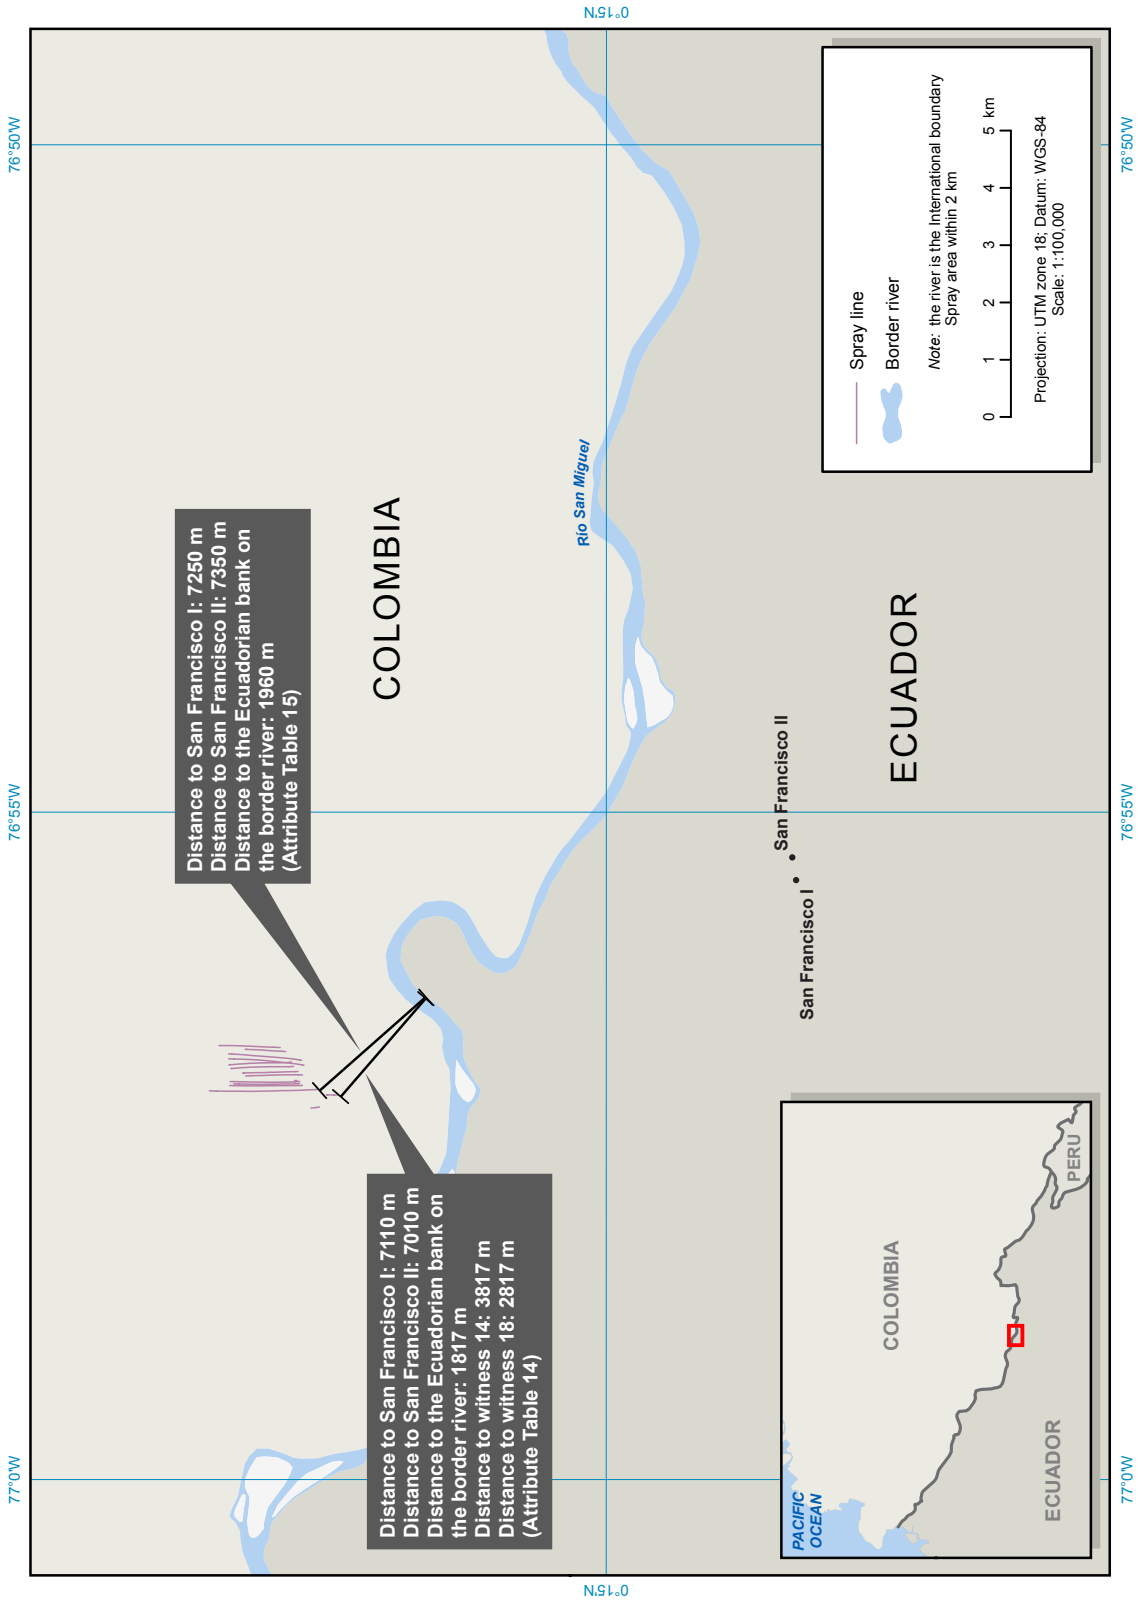 77°0'W
76°55'W
76°50'W
0°15'N
0°15'N
Distance to San Francisco I: 7250 m
Distance to San Francisco II: 7350 m
Distance to the Ecuadorian bank on
the border river: 1960 m
(Attribute Table 15)
COLOMBIA
Distance to San Francisco I: 7110 m
Distance to San Francisco II: 7010 m
Distance to the Ecuadorian bank on
the border river: 1817 m
Distance to witness 14: 3817 m
Distance to witness 18: 2817 m
(Attribute Table 14)
Río San Miguel
San Francisco II
San Francisco I
ECUADOR
PACIFIC
OCEAN
COLOMBIA
ECUADOR
PERU
Spray line
Border river
Note: the river is the International boundary
Spray area within 2 km
0 1 2 3 4 5 km
Projection: UTM zone 18; Datum: WGS-84
Scale: 1:100,000
77°0'W
76°55'W
76°50'W